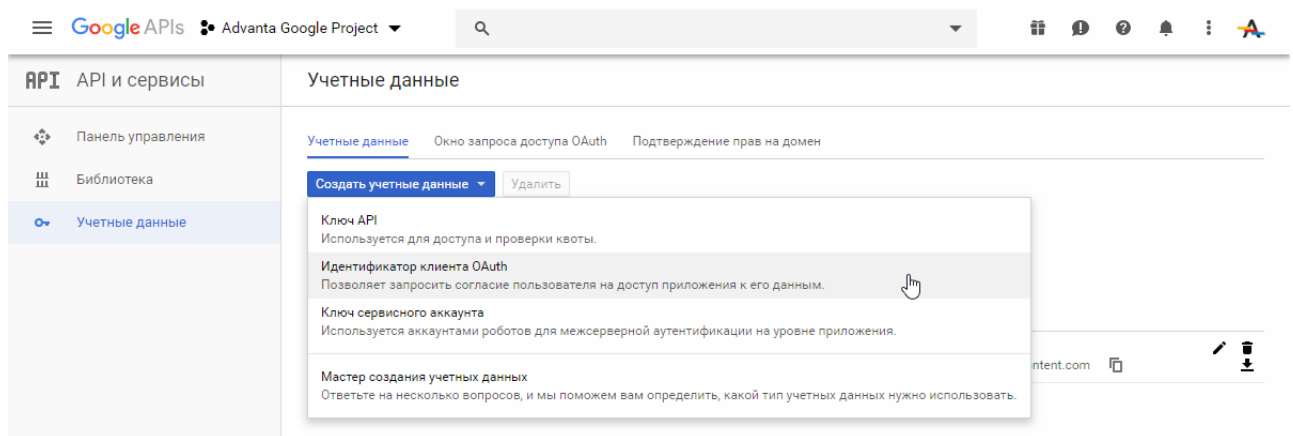 Google APIs Advanta Google Project
API API и сервисы
Учетные данные
Панель управления
Библиотека
Учетные данные
Учетные данные Окно запроса доступа OAuth Подтверждение прав на домен
Создать учетные данные Удалить
Ключ API
Используется для доступа и проверки квоты.
Идентификатор клиента OAuth
Позволяет запросить согласие пользователя на доступ приложения к его данным.
Ключ сервисного аккаунта
Используется аккаунтами роботов для межсерверной аутентификации на уровне приложения.
Мастер создания учетных данных
Ответьте на несколько вопросов, и мы поможем вам определить, какой тип учетных данных нужно использовать.
ntent.com